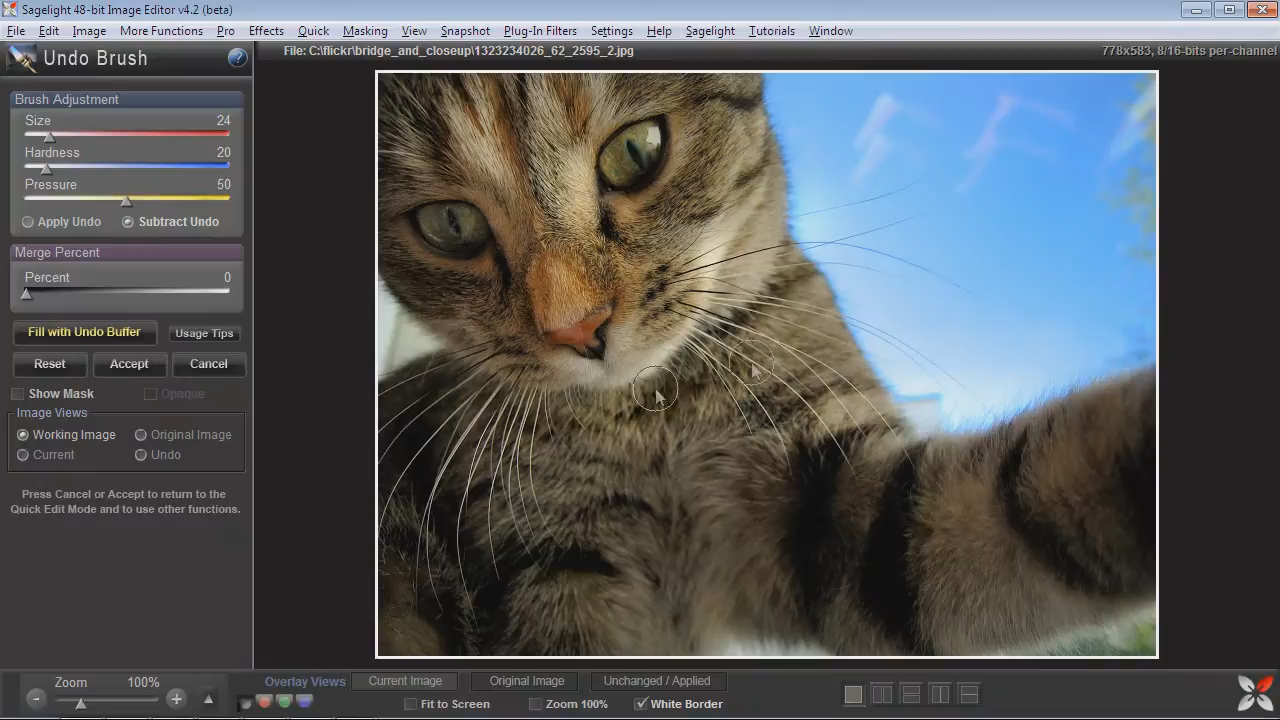 Sagelight 48-bit Image Editor v4.2 (beta)
File Edit Image More Functions Pro Effects Quick Masking View Snapshot Plug-In Filters Settings Help Sagelight Tutorials Window
Undo Brush ?
File: C:\flickr\bridge_and_closeup\1323234026_62_2595_2.jpg
778x583, 8/16-bits per-channel
Brush Adjustment
Size 24
Hardness 20
Pressure 50
Apply Undo Subtract Undo
Merge Percent
Percent 0
Fill with Undo Buffer Usage Tips
Reset Accept Cancel
Show Mask Opaque
Image Views
Working Image Original Image
Current Undo
Press Cancel or Accept to return to the
Quick Edit Mode and to use other functions.
Zoom 100% Overlay Views Current Image Original Image Unchanged / Applied
Fit to Screen Zoom 100% White Border